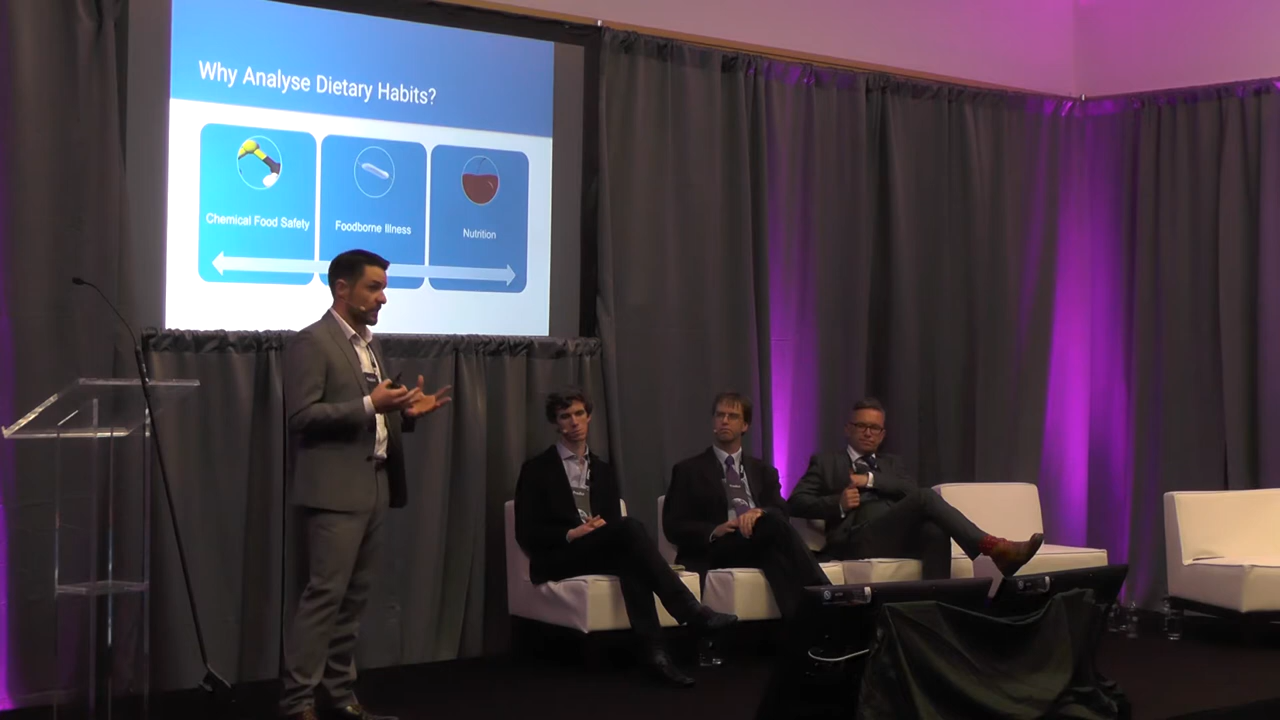 Why Analyse Dietary Habits?
Chemical Food Safety
Foodborne Illness
Nutrition